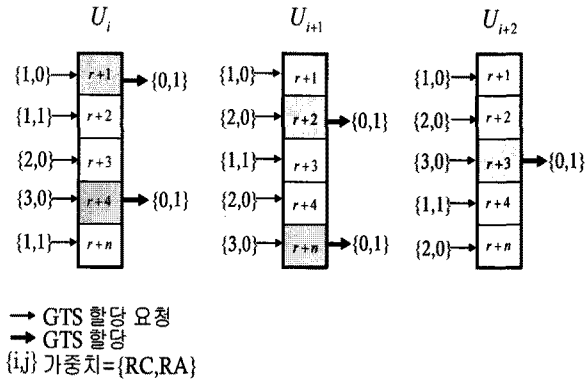 U_i U_{i+1} U_{i+2}
{1,0} r+1 {0,1} {1,0} r+1 {1,0} r+1
{1,1} r+2 {2,0} r+2 {0,1} {2,0} r+2
{2,0} r+3 {1,1} r+3 {3,0} r+3 {0,1}
{3,0} r+4 {0,1} {2,0} r+4 {1,1} r+4
{1,1} r+n {3,0} r+n {0,1} {2,0} r+n
→ GTS 할당 요청
→ GTS 할당
{i,j} 가중치={RC,RA}